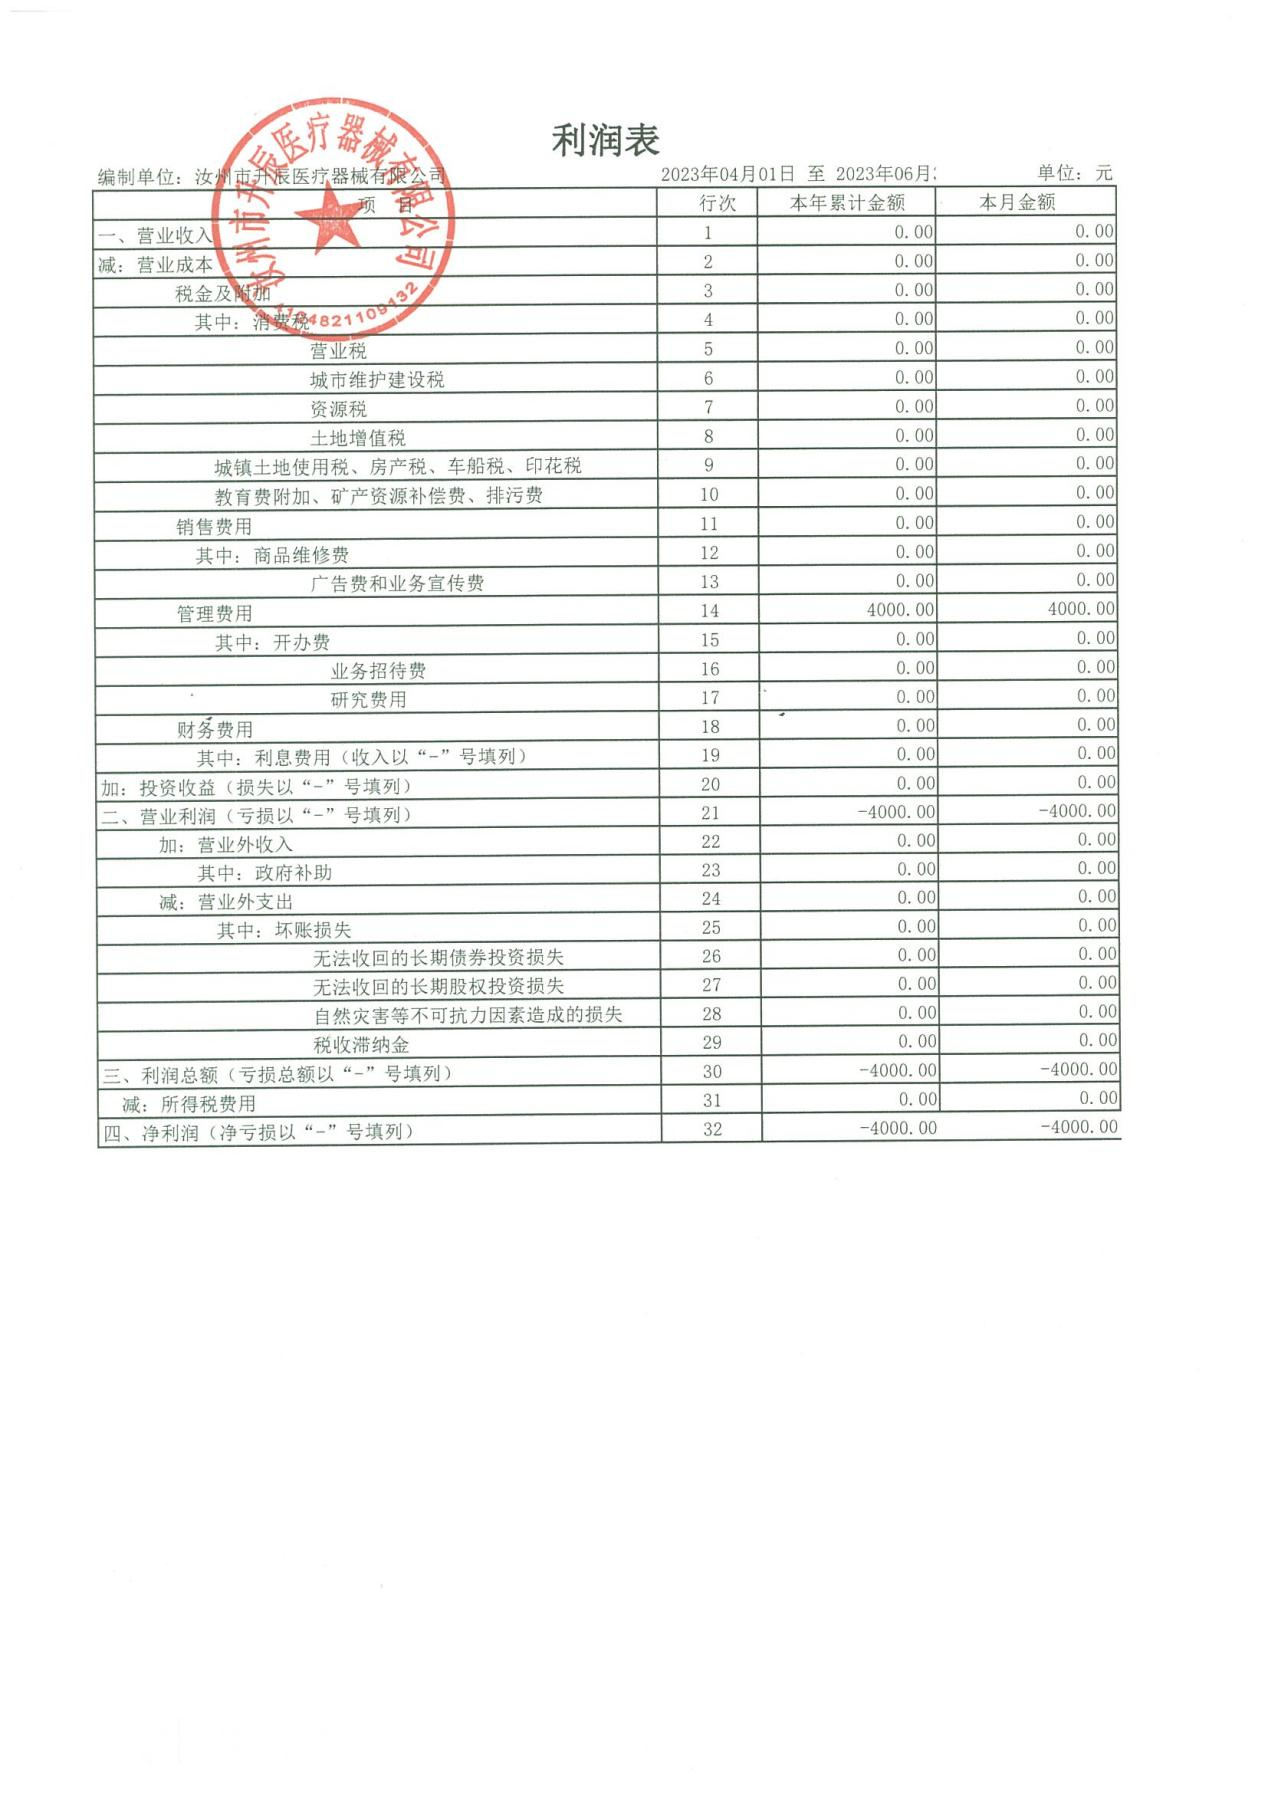 利润表
编制单位：汝州市升辰医疗器械有限公司 2023年04月01日 至 2023年06月 单位：元
汝州市升辰医疗器械有限公司
项 目 行次 本年累计金额 本月金额
一、营业收入 1 0.00 0.00
减：营业成本 2 0.00 0.00
税金及附加 3 0.00 0.00
其中：消费税 4 0.00 0.00
营业税 5 0.00 0.00
城市维护建设税 6 0.00 0.00
资源税 7 0.00 0.00
土地增值税 8 0.00 0.00
城镇土地使用税、房产税、车船税、印花税 9 0.00 0.00
教育费附加、矿产资源补偿费、排污费 10 0.00 0.00
销售费用 11 0.00 0.00
其中：商品维修费 12 0.00 0.00
广告费和业务宣传费 13 0.00 0.00
管理费用 14 4000.00 4000.00
其中：开办费 15 0.00 0.00
业务招待费 16 0.00 0.00
研究费用 17 0.00 0.00
财务费用 18 0.00 0.00
其中：利息费用（收入以“-”号填列） 19 0.00 0.00
加：投资收益（损失以“-”号填列） 20 0.00 0.00
二、营业利润（亏损以“-”号填列） 21 -4000.00 -4000.00
加：营业外收入 22 0.00 0.00
其中：政府补助 23 0.00 0.00
减：营业外支出 24 0.00 0.00
其中：坏账损失 25 0.00 0.00
无法收回的长期债券投资损失 26 0.00 0.00
无法收回的长期股权投资损失 27 0.00 0.00
自然灾害等不可抗力因素造成的损失 28 0.00 0.00
税收滞纳金 29 0.00 0.00
三、利润总额（亏损总额以“-”号填列） 30 -4000.00 -4000.00
减：所得税费用 31 0.00 0.00
四、净利润（净亏损以“-”号填列） 32 -4000.00 -4000.00